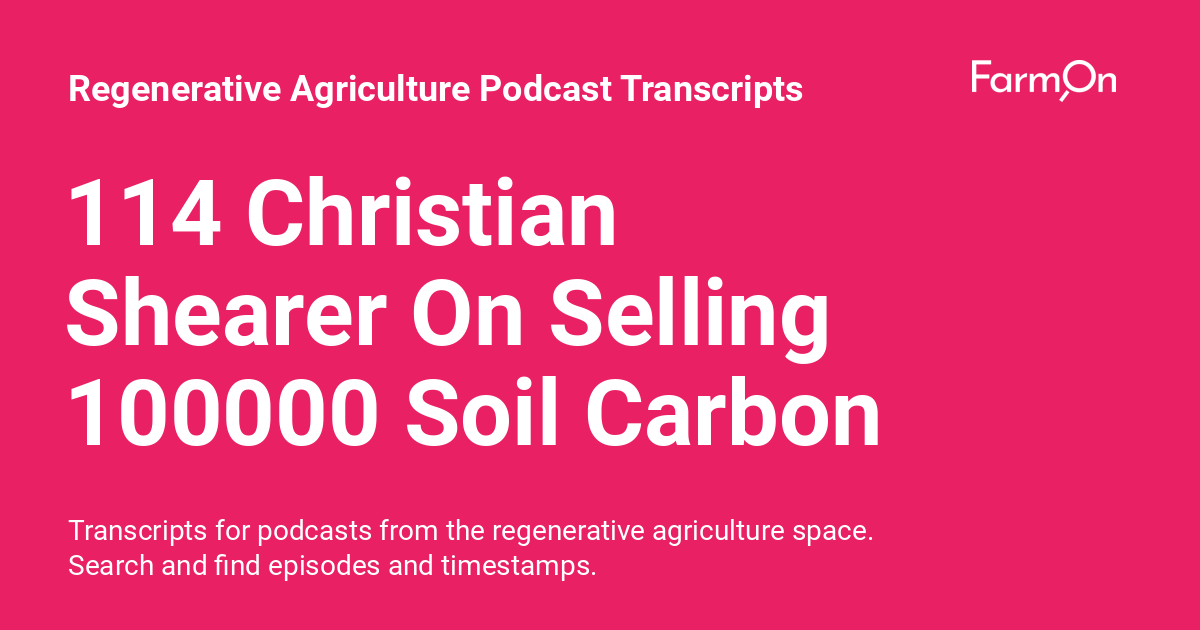 Regenerative Agriculture Podcast Transcripts
FarmOn
114 Christian
Shearer On Selling
100000 Soil Carbon
Transcripts for podcasts from the regenerative agriculture space.
Search and find episodes and timestamps.